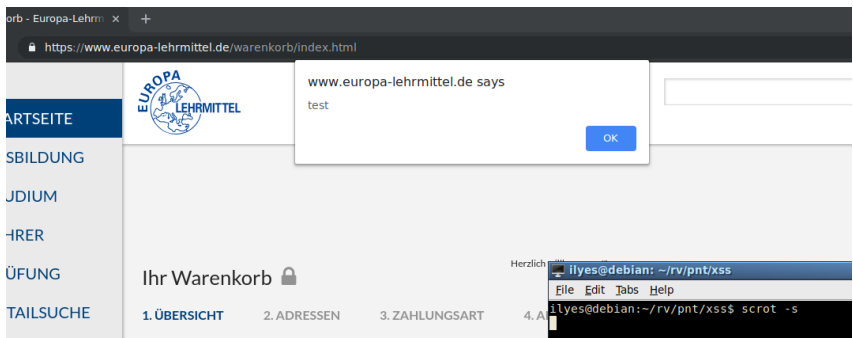 orb - Europa-Lehrm × +
https://www.europa-lehrmittel.de/warenkorb/index.html
EUROPA
LEHRMITTEL
www.europa-lehrmittel.de says
test
OK
ARTSEITE
SBILDUNG
UDIUM
HRER
ÜFUNG
TAILSUCHE
Ihr Warenkorb
Herzlich
1. ÜBERSICHT 2. ADRESSEN 3. ZAHLUNGSART 4. A
ilyes@debian: ~/rv/pnt/xss
File Edit Tabs Help
ilyes@debian:~/rv/pnt/xss$ scrot -s